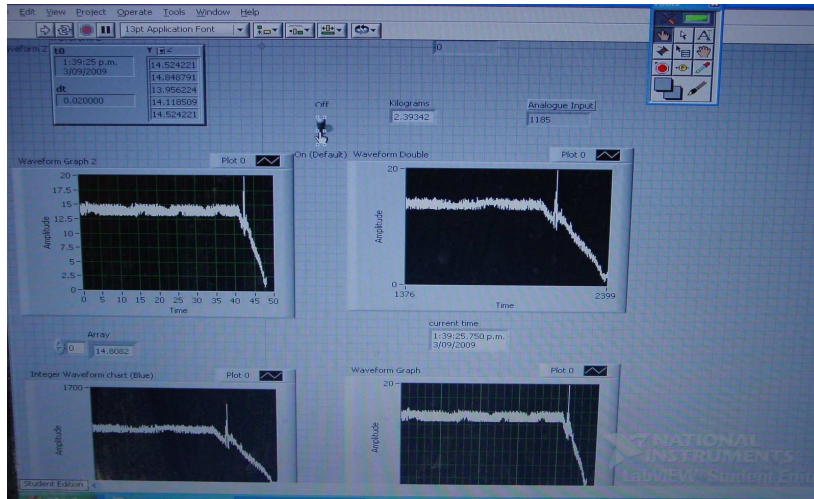 Edit View Project Operate Tools Window Help
13pt Application Font
t0
1:39:25 p.m.
3/09/2009
dt
0.020000
14.524221
14.848791
13.956224
14.118509
14.524221
Off
On (Default)
Kilograms
2.39342
Analogue Input
1185
Waveform Graph 2
Plot 0
20
17.5
15
12.5
10
7.5
5
2.5
0
Amplitude
0 5 10 15 20 25 30 35 40 45 50
Time
Waveform Double
Plot 0
20
0
Amplitude
1376 2399
Time
Array
0
14.8082
current time
1:39:25.750 p.m.
3/09/2009
Integer Waveform chart (Blue)
Plot 0
1700
Amplitude
Waveform Graph
Plot 0
20
Amplitude
NATIONAL
INSTRUMENTS
LabVIEW Student Edit
Student Edition